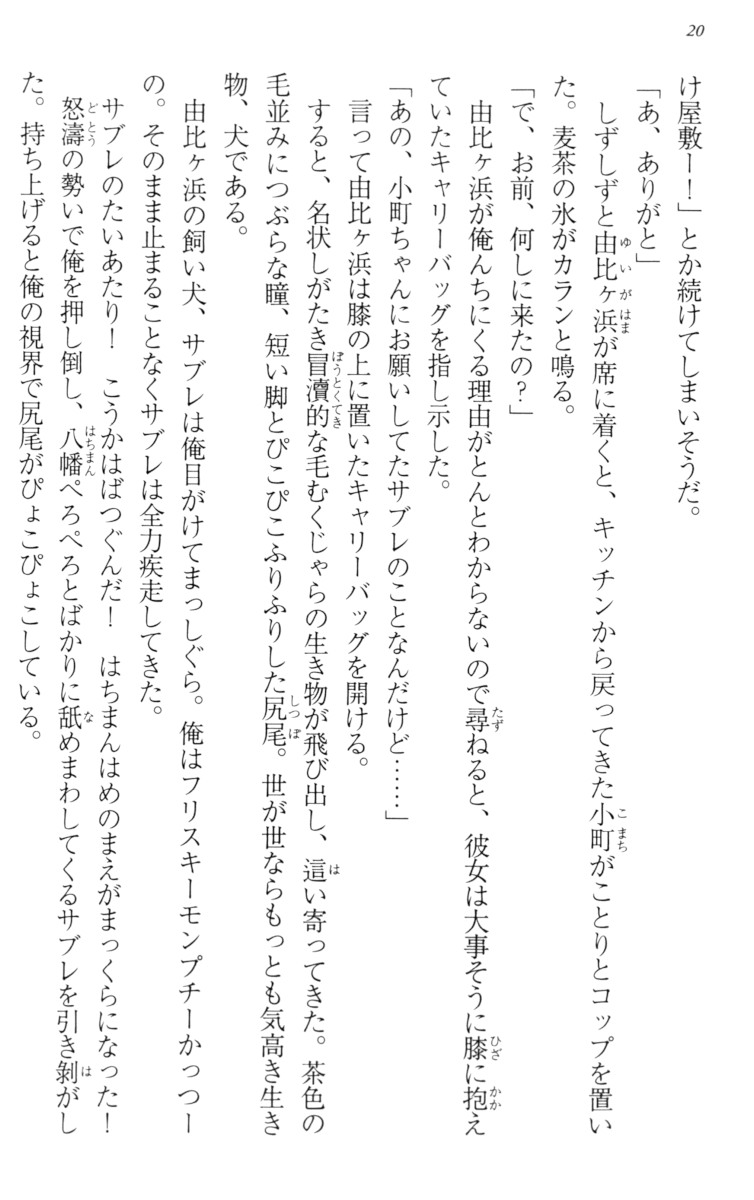 20
け屋敷ー!」とか続けてしまいそうだ。
「あ、ありがと」
しずしずと由比ヶ浜が席に着くと、キッチンから戻ってきた小町がことりとコップを置い
た。麦茶の氷がカランと鳴る。
「で、お前、何しに来たの?」
由比ヶ浜が俺んちにくる理由がとんとわからないので尋ねると、彼女は大事そうに膝に抱え
ていたキャリーバッグを指し示した。
「あの、小町ちゃんにお願いしてたサブレのことなんだけど……」
言って由比ヶ浜は膝の上に置いたキャリーバッグを開ける。
すると、名状しがたき冒瀆的な毛むくじゃらの生き物が飛び出し、這い寄ってきた。茶色の
毛並みにつぶらな瞳、短い脚とぴこぴこふりふりした尻尾。世が世ならもっとも気高き生き
物、犬である。
由比ヶ浜の飼い犬、サブレは俺目がけてまっしぐら。俺はフリスキーモンプチーかっつー
の。そのまま止まることなくサブレは全力疾走してきた。
サブレのたいあたり! こうかはばつぐんだ! はちまんはめのまえがまっくらになった!
怒濤の勢いで俺を押し倒し、八幡ぺろぺろとばかりに舐めまわしてくるサブレを引き剝がし
た。持ち上げると俺の視界で尻尾がぴょこぴょこしている。